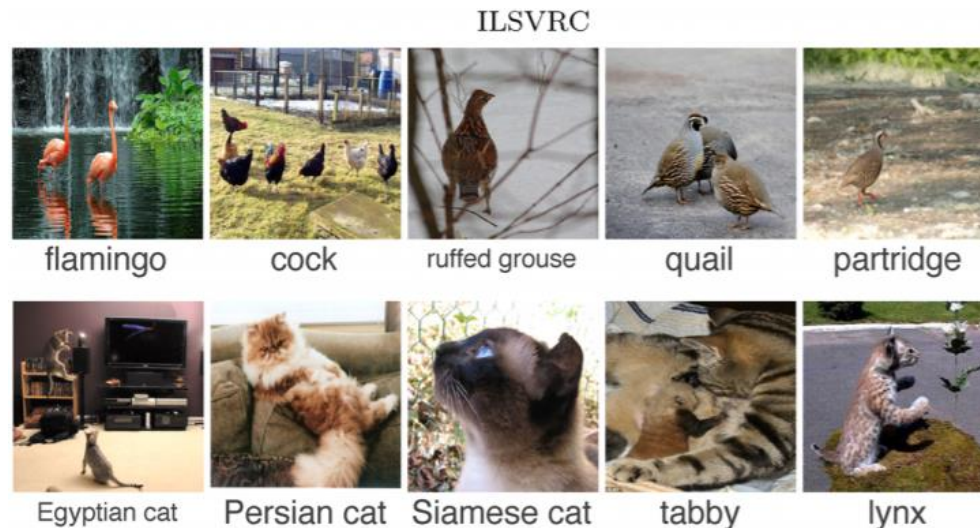 ILSVRC
flamingo cock ruffed grouse quail partridge
Egyptian cat Persian cat Siamese cat tabby lynx